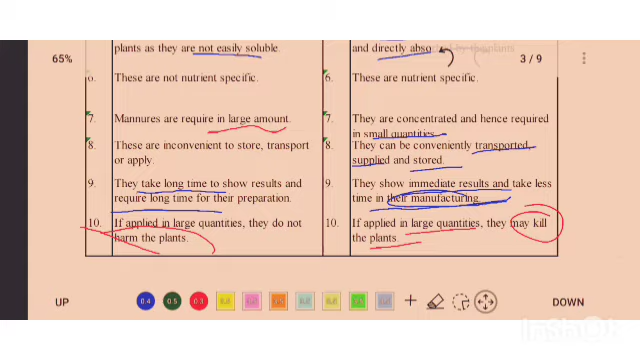 plants as they are not easily soluble.
and directly abso
65%
3 / 9
6. These are not nutrient specific.
6. These are nutrient specific.
7. Mannures are require in large amount.
7. They are concentrated and hence required
in small quantities.
8. These are inconvenient to store, transport
or apply.
8. They can be conveniently transported,
supplied and stored.
9. They take long time to show results and
require long time for their preparation.
9. They show immediate results and take less
time in their manufacturing.
10. If applied in large quantities, they do not
harm the plants.
10. If applied in large quantities, they may kill
the plants.
UP
0.4
0.5
0.3
DOWN